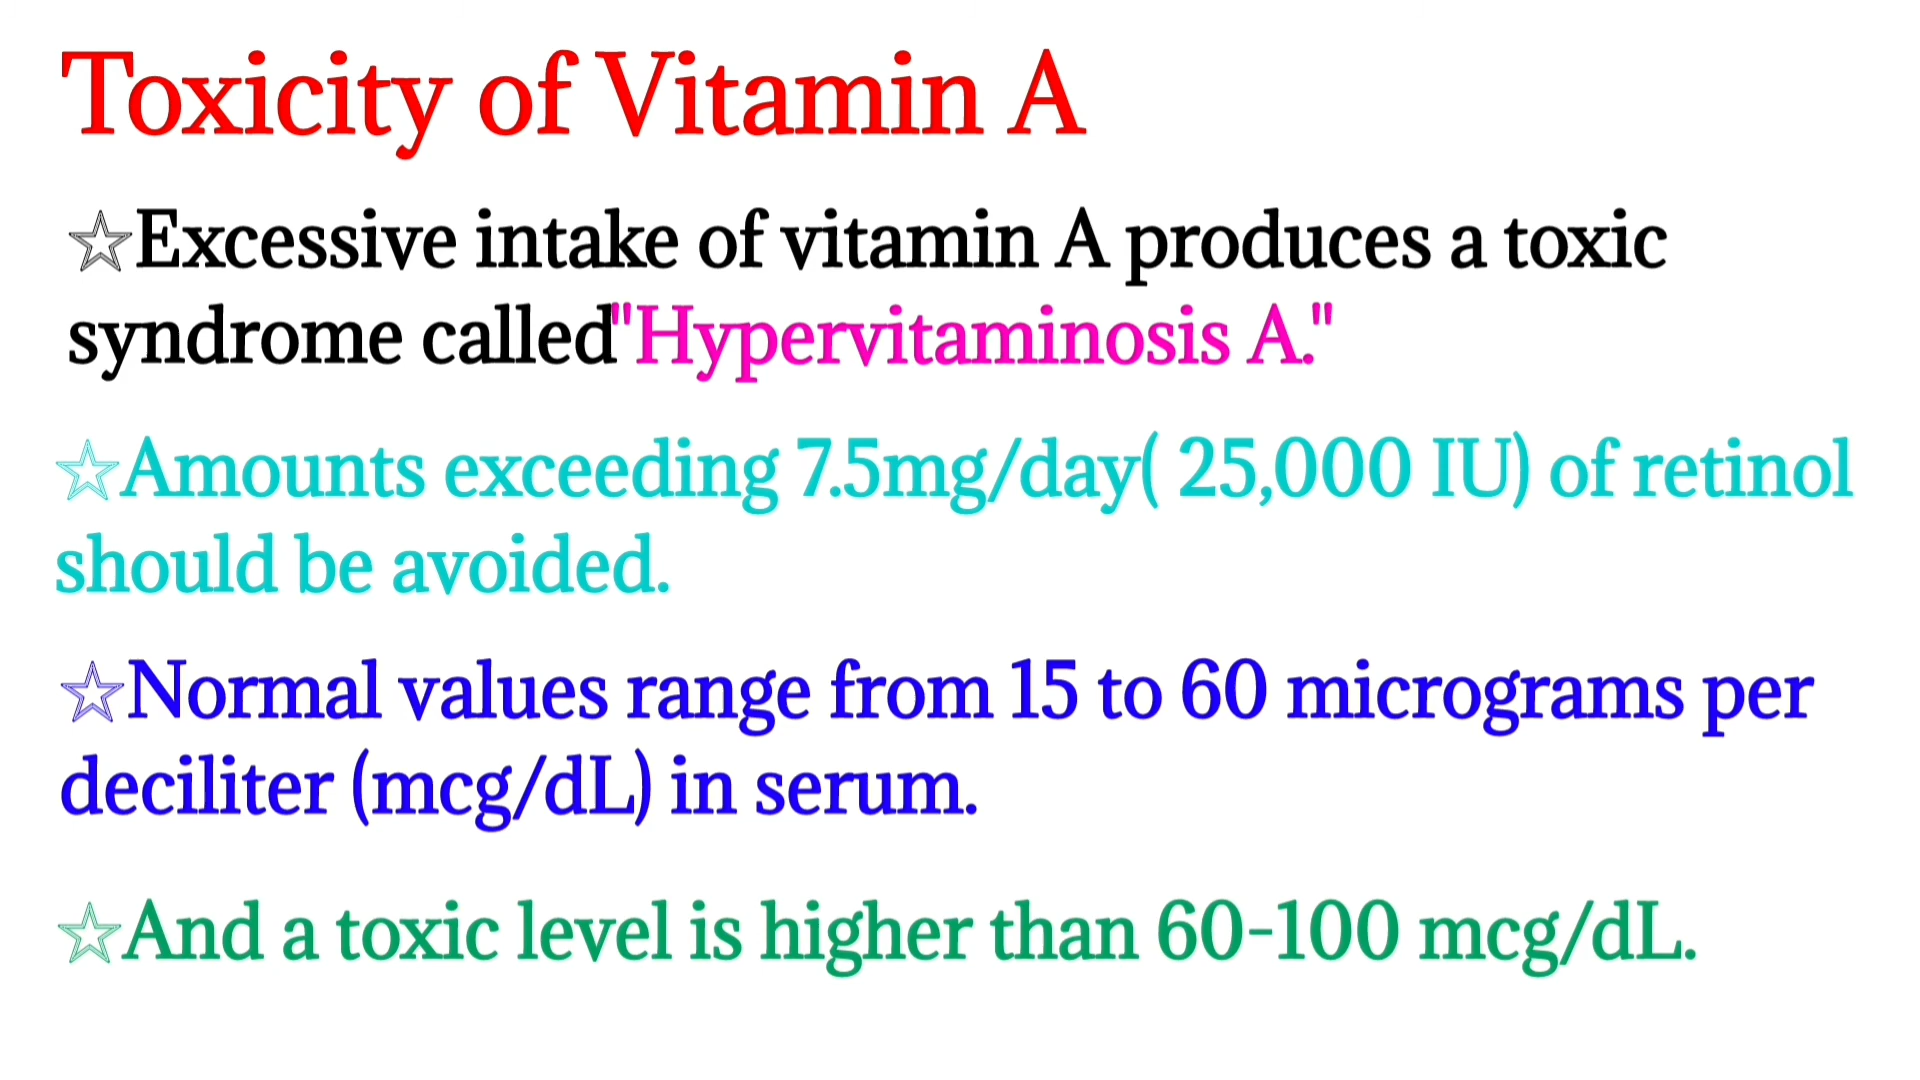 Toxicity of Vitamin A
☆Excessive intake of vitamin A produces a toxic
syndrome called"Hypervitaminosis A."
☆Amounts exceeding 7.5mg/day( 25,000 IU) of retinol
should be avoided.
☆Normal values range from 15 to 60 micrograms per
deciliter (mcg/dL) in serum.
☆And a toxic level is higher than 60-100 mcg/dL.